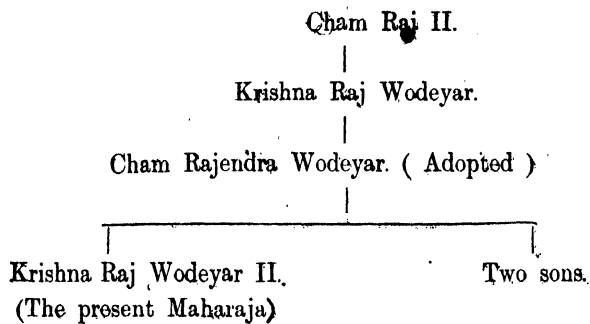 Cham Raj II.
Krishna Raj Wodeyar.
Cham Rajendra Wodeyar. ( Adopted )
Krishna Raj Wodeyar II. Two sons.
(The present Maharaja)